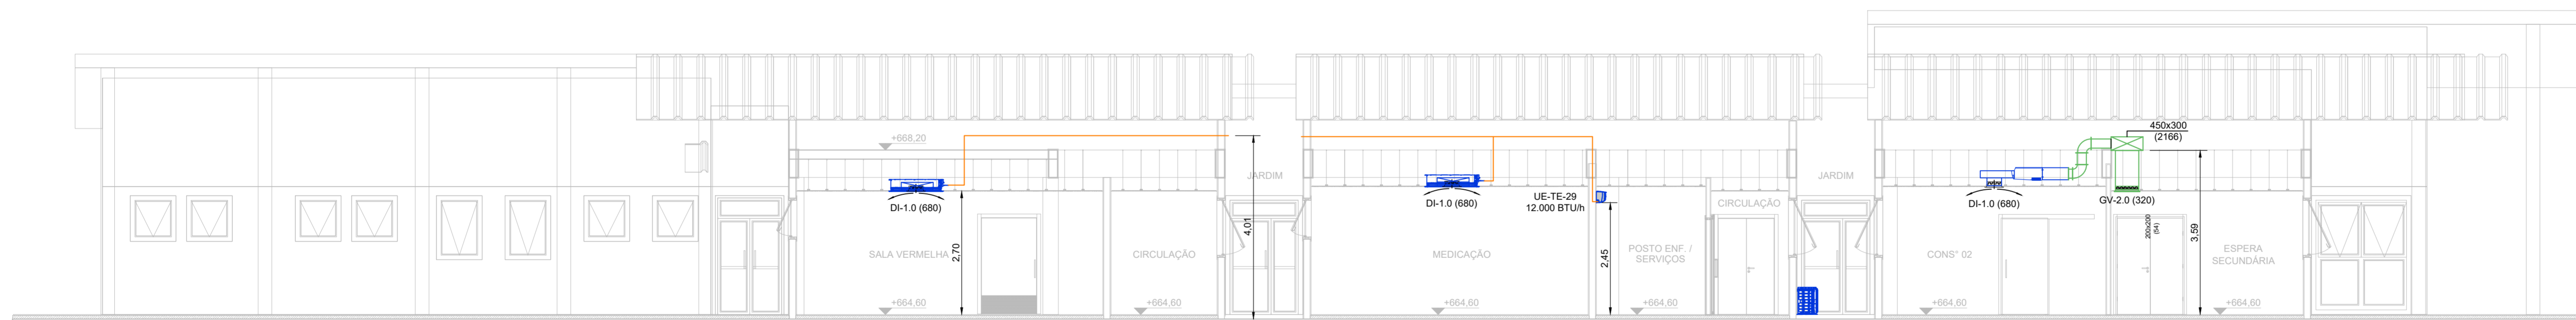 +668,20
DI-1.0 (680)
SALA VERMELHA
2,70
+664,60
CIRCULAÇÃO
+664,60
4,01
JARDIM
DI-1.0 (680)
MEDICAÇÃO
+664,60
UE-TE-29
12.000 BTU/h
2,45
POSTO ENF. /
SERVIÇOS
+664,60
CIRCULAÇÃO
JARDIM
DI-1.0 (680)
CONS° 02
+664,60
450x300
(2166)
GV-2.0 (320)
200x200
(54)
3,59
ESPERA
SECUNDÁRIA
+664,60